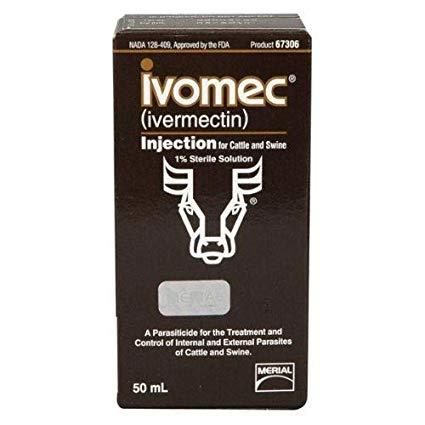 NADA 128-409, Approved by the FDA Product 67306
ivomec®
(ivermectin)
Injection for Cattle and Swine
1% Sterile Solution
®
A Parasiticide for the Treatment and
Control of Internal and External Parasites
of Cattle and Swine.
50 mL
MERIAL